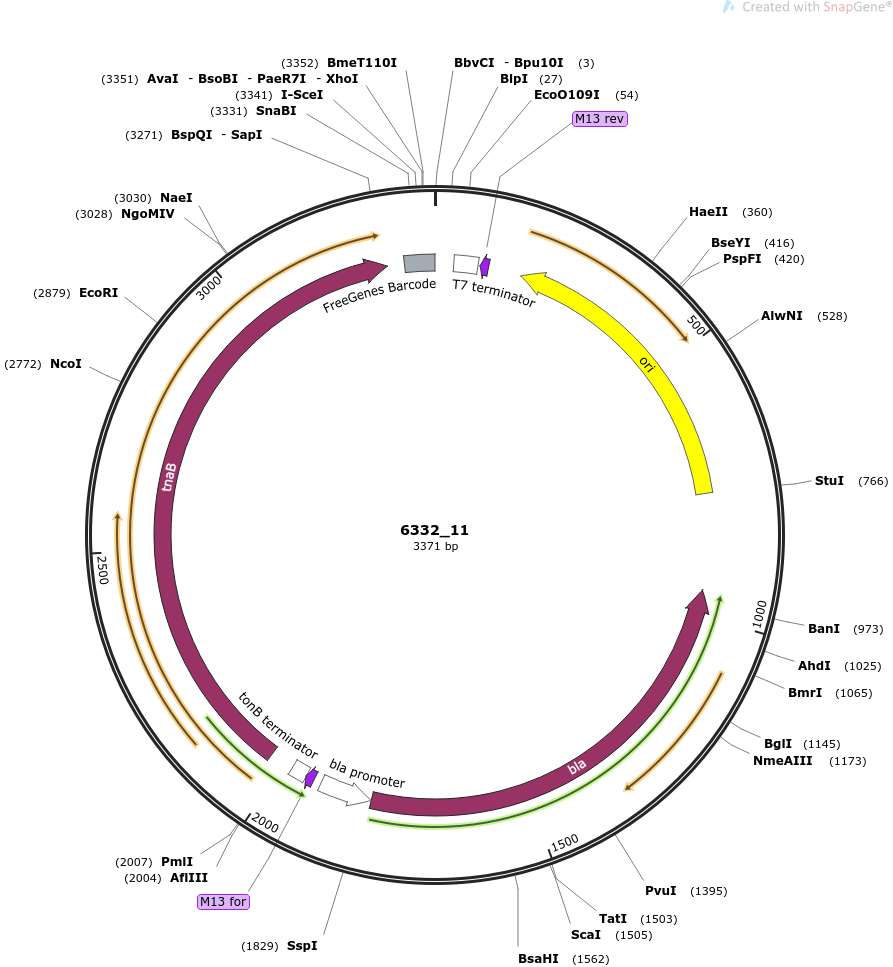 Created with SnapGene®
(3352) BmeT110I
(3351) AvaI - BsoBI - PaeR7I - XhoI
(3341) I-SceI
(3331) SnaBI
(3271) BspQI - SapI
(3030) NaeI
(3028) NgoMIV
(2879) EcoRI
(2772) NcoI
BbvCI - Bpu10I (3)
BlpI (27)
EcoO109I (54)
M13 rev
HaeII (360)
BseYI (416)
PspFI (420)
AlwNI (528)
StuI (766)
BanI (973)
AhdI (1025)
BmrI (1065)
BglI (1145)
NmeAIII (1173)
PvuI (1395)
TatI (1503)
ScaI (1505)
BsaHI (1562)
(1829) SspI
M13 for
(2004) AflIII
(2007) PmlI
500
1000
1500
2000
2500
3000
FreeGenes Barcode
T7 terminator
ori
tnaB
tonB terminator
bla promoter
bla
6332_11
3371 bp